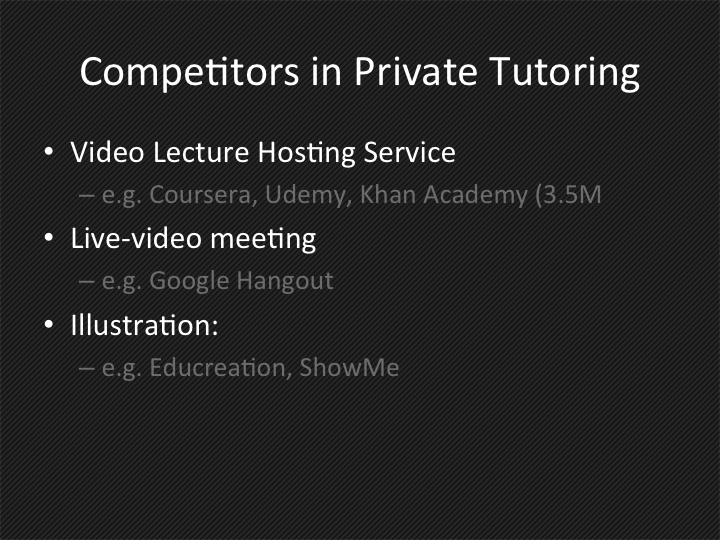 Competitors in Private Tutoring
• Video Lecture Hosting Service
– e.g. Coursera, Udemy, Khan Academy (3.5M
• Live-video meeting
– e.g. Google Hangout
• Illustration:
– e.g. Educreation, ShowMe